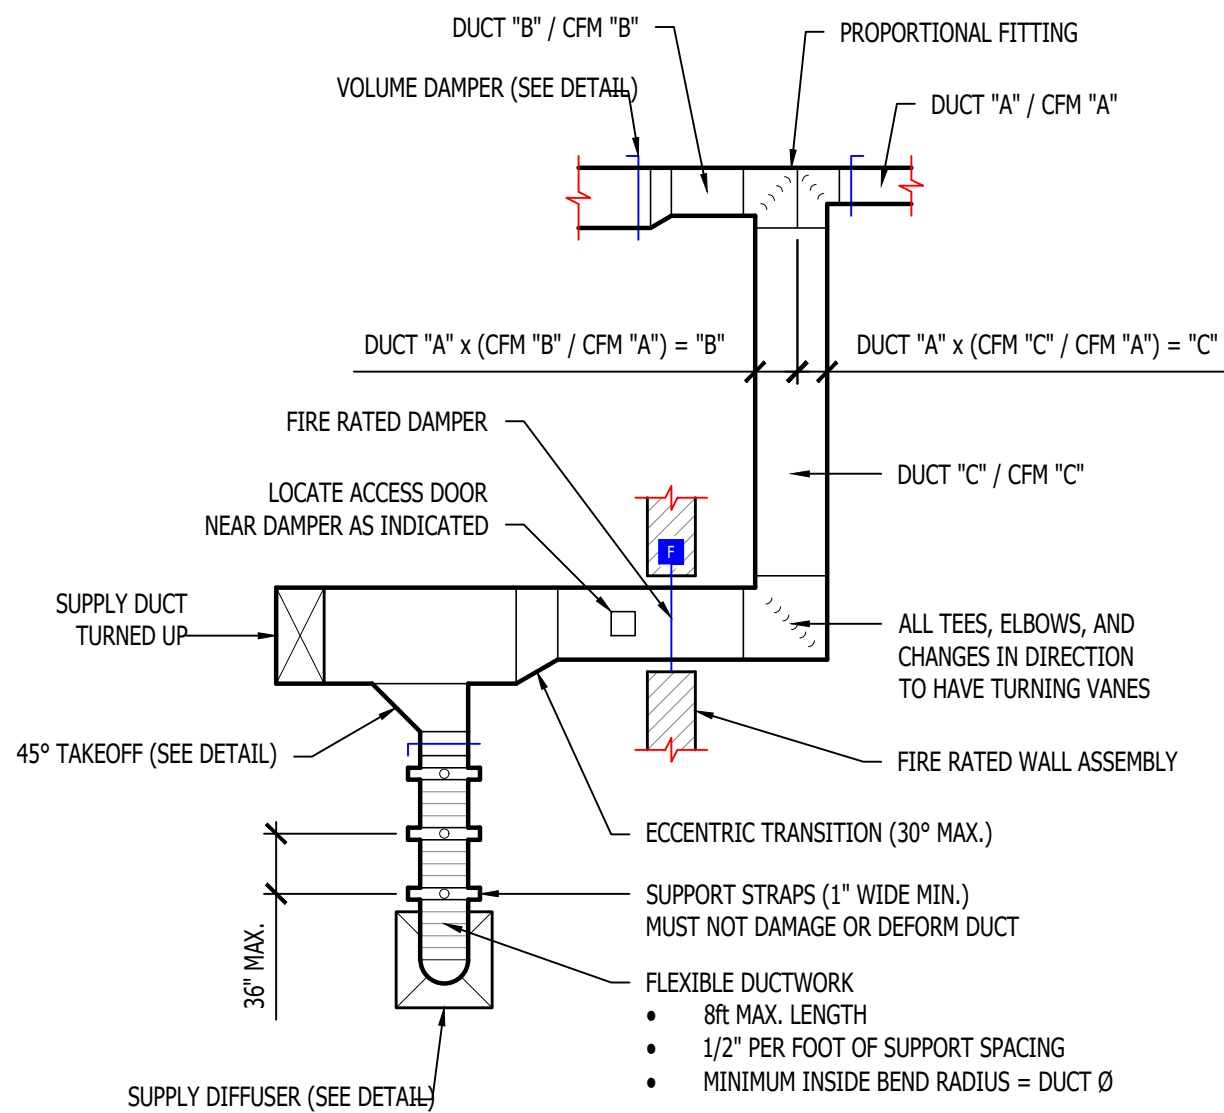 DUCT "B" / CFM "B"
PROPORTIONAL FITTING
VOLUME DAMPER (SEE DETAIL)
DUCT "A" / CFM "A"
DUCT "A" x (CFM "B" / CFM "A") = "B"
DUCT "A" x (CFM "C" / CFM "A") = "C"
FIRE RATED DAMPER
DUCT "C" / CFM "C"
LOCATE ACCESS DOOR
NEAR DAMPER AS INDICATED
F
SUPPLY DUCT
TURNED UP
ALL TEES, ELBOWS, AND
CHANGES IN DIRECTION
TO HAVE TURNING VANES
45° TAKEOFF (SEE DETAIL)
FIRE RATED WALL ASSEMBLY
ECCENTRIC TRANSITION (30° MAX.)
SUPPORT STRAPS (1" WIDE MIN.)
MUST NOT DAMAGE OR DEFORM DUCT
36" MAX.
FLEXIBLE DUCTWORK
• 8ft MAX. LENGTH
• 1/2" PER FOOT OF SUPPORT SPACING
• MINIMUM INSIDE BEND RADIUS = DUCT Ø
SUPPLY DIFFUSER (SEE DETAIL)